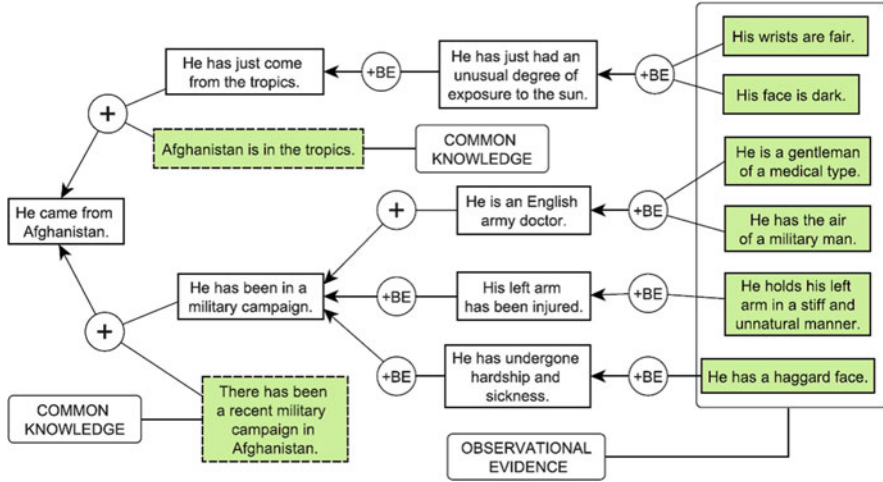 He has just come
from the tropics.
+BE
He has just had an
unusual degree of
exposure to the sun.
+BE
His wrists are fair.
His face is dark.
+
Afghanistan is in the tropics.
COMMON
KNOWLEDGE
He came from
Afghanistan.
+
He is an English
army doctor.
+BE
He is a gentleman
of a medical type.
He has the air
of a military man.
He has been in a
military campaign.
+BE
His left arm
has been injured.
+BE
He holds his left
arm in a stiff and
unnatural manner.
+
+BE
He has undergone
hardship and
sickness.
+BE
He has a haggard face.
There has been
a recent military
campaign in
Afghanistan.
COMMON
KNOWLEDGE
OBSERVATIONAL
EVIDENCE